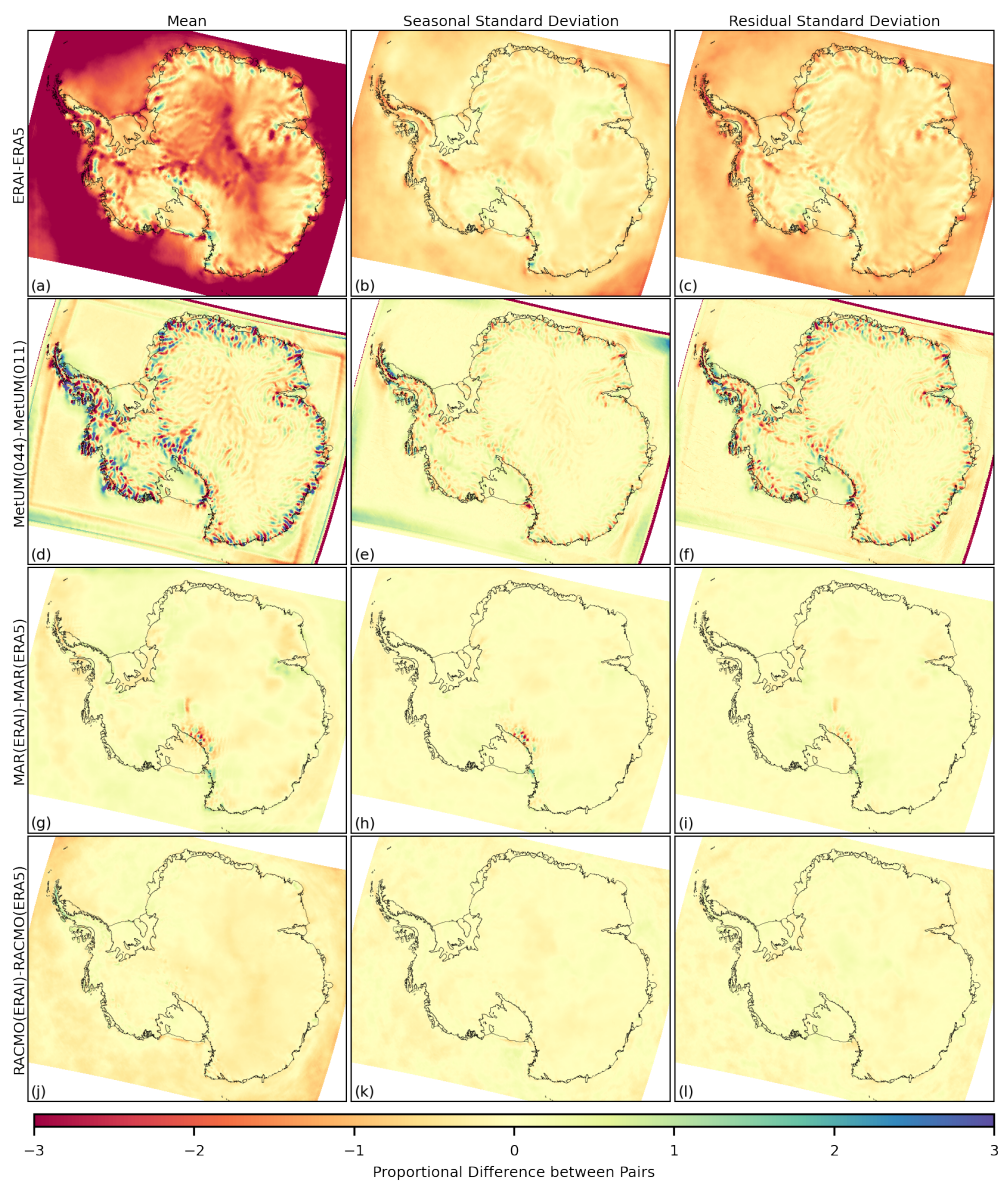 Mean
Seasonal Standard Deviation
Residual Standard Deviation
ERAI-ERA5
(a)
(b)
(c)
MetUM(044)-MetUM(011)
(d)
(e)
(f)
MAR(ERAI)-MAR(ERA5)
(g)
(h)
(i)
RACMO(ERAI)-RACMO(ERA5)
(j)
(k)
(l)
−3 −2 −1 0 1 2 3
Proportional Difference between Pairs